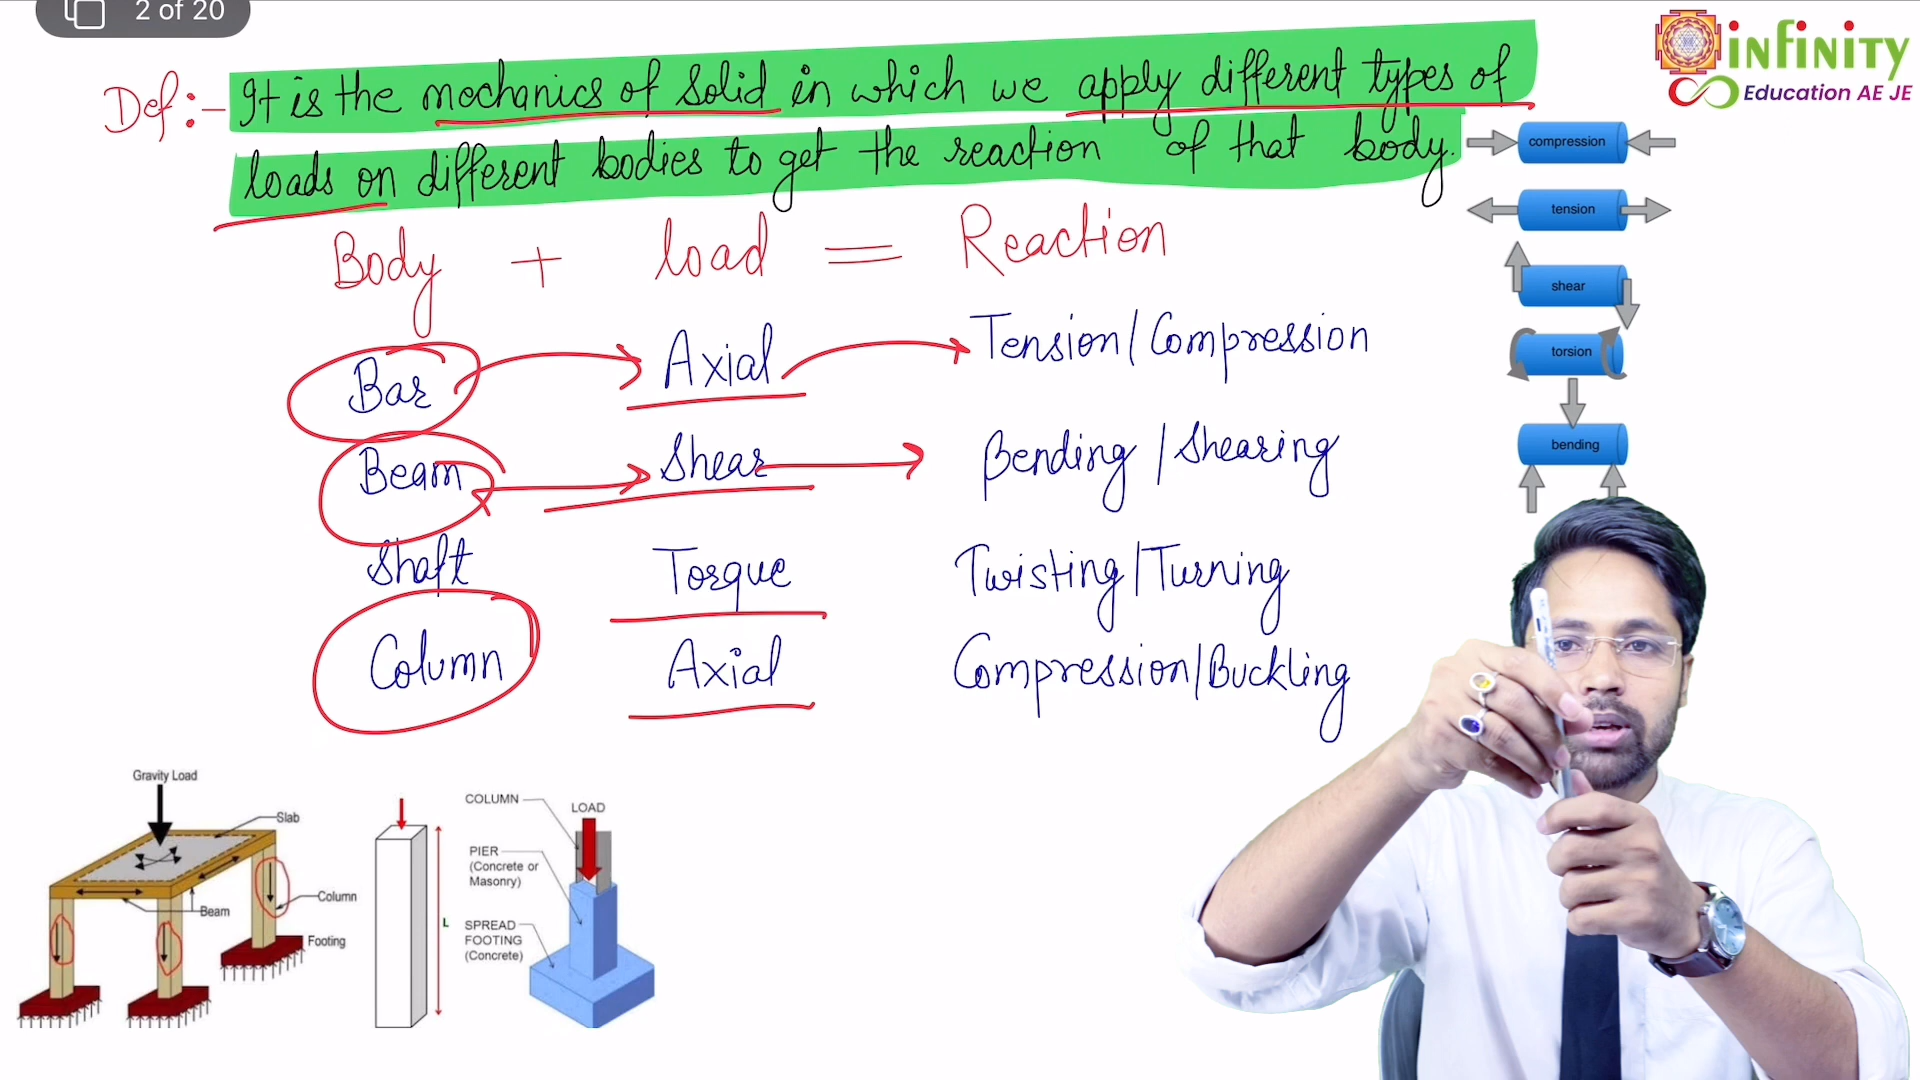 2 of 20
infinity
Education AE JE
Def:- It is the mechanics of Solid in which we apply different types of
loads on different bodies to get the reaction of that body.
Body + load = Reaction
Bar Axial Tension/Compression
Beam Shear Bending/Shearing
Shaft Torque Twisting/Turning
Column Axial Compression/Buckling
compression
tension
shear
torsion
bending
Gravity Load
Slab
Column
Beam
Footing
L
COLUMN
LOAD
PIER
(Concrete or
Masonry)
SPREAD
FOOTING
(Concrete)